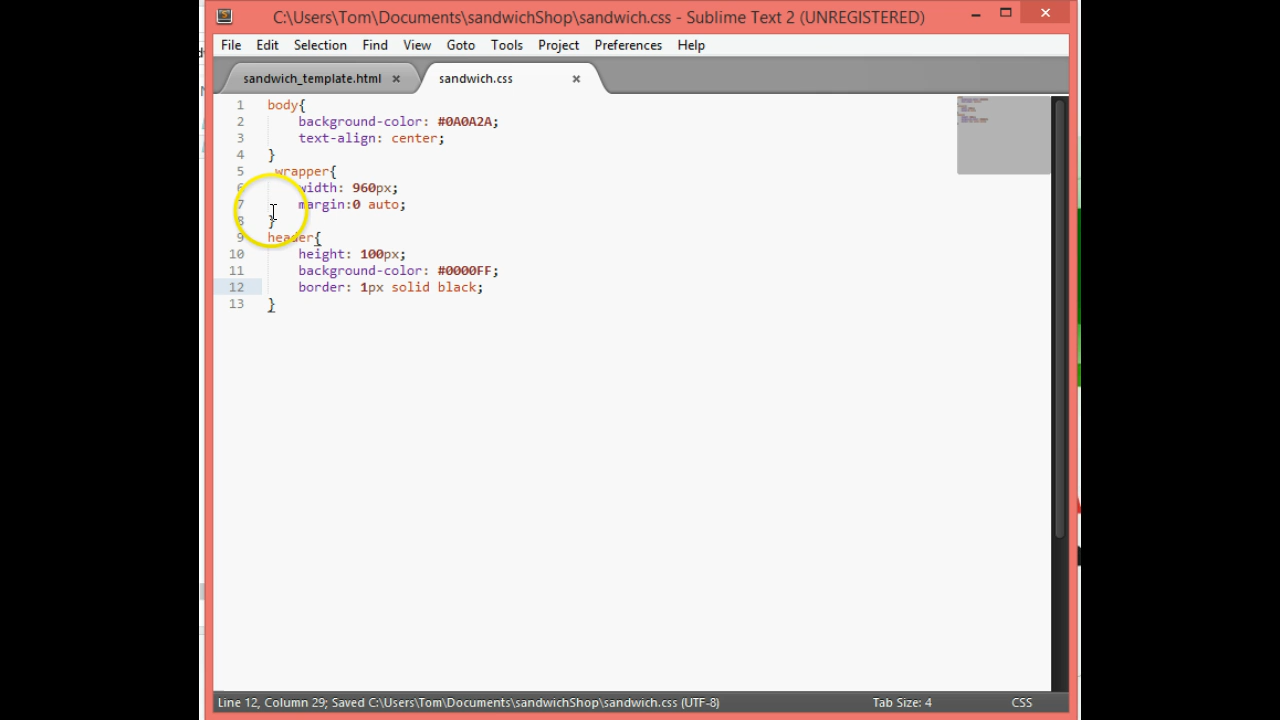 C:\Users\Tom\Documents\sandwichShop\sandwich.css - Sublime Text 2 (UNREGISTERED)
File Edit Selection Find View Goto Tools Project Preferences Help
sandwich_template.html × sandwich.css ×
1 body{
2 background-color: #0A0A2A;
3 text-align: center;
4 }
5 wrapper{
6 width: 960px;
7 margin:0 auto;
8 }
9 header{
10 height: 100px;
11 background-color: #0000FF;
12 border: 1px solid black;
13 }
Line 12, Column 29; Saved C:\Users\Tom\Documents\sandwichShop\sandwich.css (UTF-8) Tab Size: 4 CSS